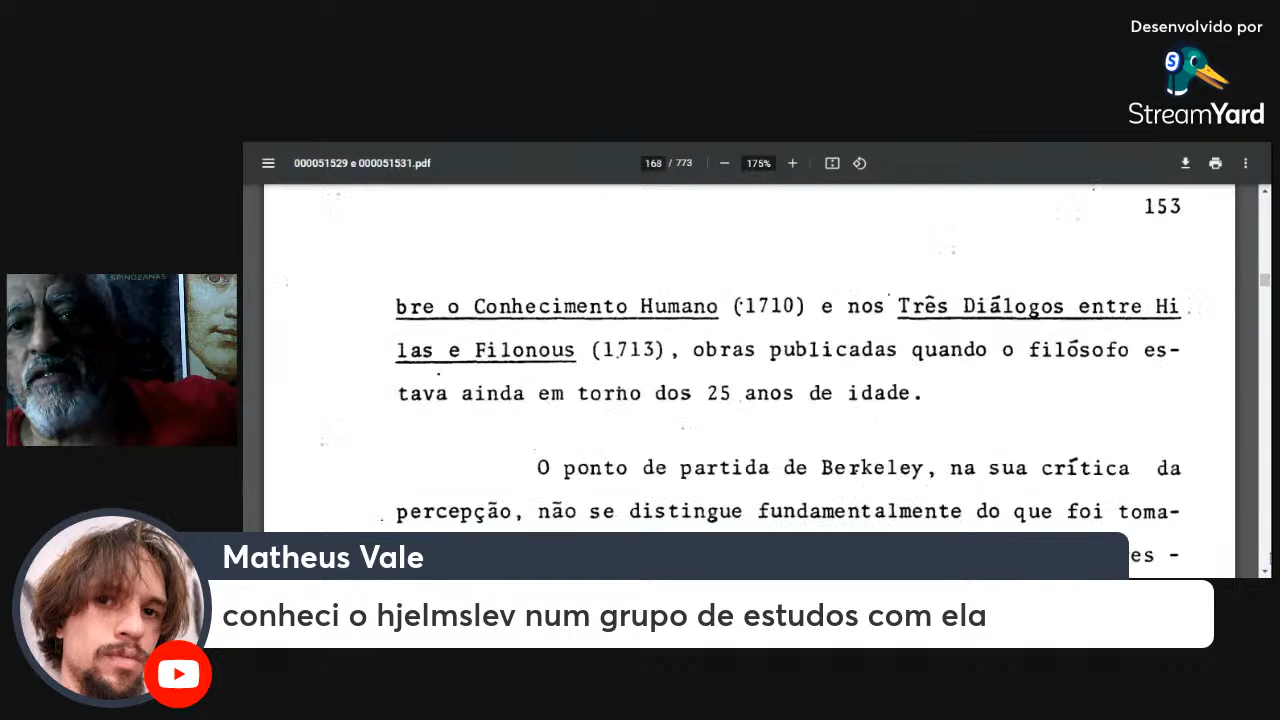 Desenvolvido por
StreamYard
000051529 e 000051531.pdf
168 / 773
175%
153
bre o Conhecimento Humano (1710) e nos Três Diálogos entre Hi
las e Filonous (1713), obras publicadas quando o filósofo es-
tava ainda em torno dos 25 anos de idade.
O ponto de partida de Berkeley, na sua crítica da
percepção, não se distingue fundamentalmente do que foi toma-
es -
SPINOZANAS
Matheus Vale
conheci o hjelmslev num grupo de estudos com ela